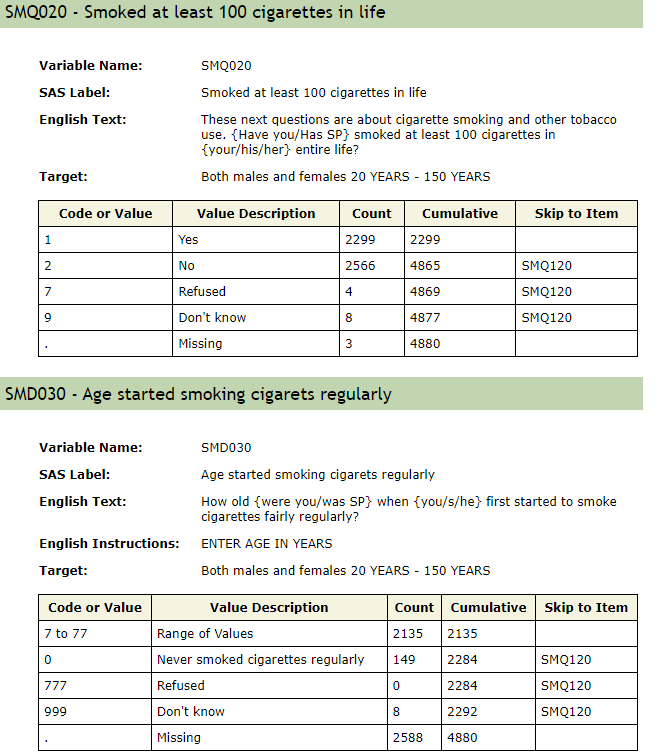 SMQ020 - Smoked at least 100 cigarettes in life
Variable Name: SMQ020
SAS Label: Smoked at least 100 cigarettes in life
English Text: These next questions are about cigarette smoking and other tobacco
use. {Have you/Has SP} smoked at least 100 cigarettes in
{your/his/her} entire life?
Target: Both males and females 20 YEARS - 150 YEARS
Code or Value Value Description Count Cumulative Skip to Item
1 Yes 2299 2299
2 No 2566 4865 SMQ120
7 Refused 4 4869 SMQ120
9 Don't know 8 4877 SMQ120
. Missing 3 4880
SMD030 - Age started smoking cigarets regularly
Variable Name: SMD030
SAS Label: Age started smoking cigarets regularly
English Text: How old {were you/was SP} when {you/s/he} first started to smoke
cigarettes fairly regularly?
English Instructions: ENTER AGE IN YEARS
Target: Both males and females 20 YEARS - 150 YEARS
Code or Value Value Description Count Cumulative Skip to Item
7 to 77 Range of Values 2135 2135
0 Never smoked cigarettes regularly 149 2284 SMQ120
777 Refused 0 2284 SMQ120
999 Don't know 8 2292 SMQ120
. Missing 2588 4880